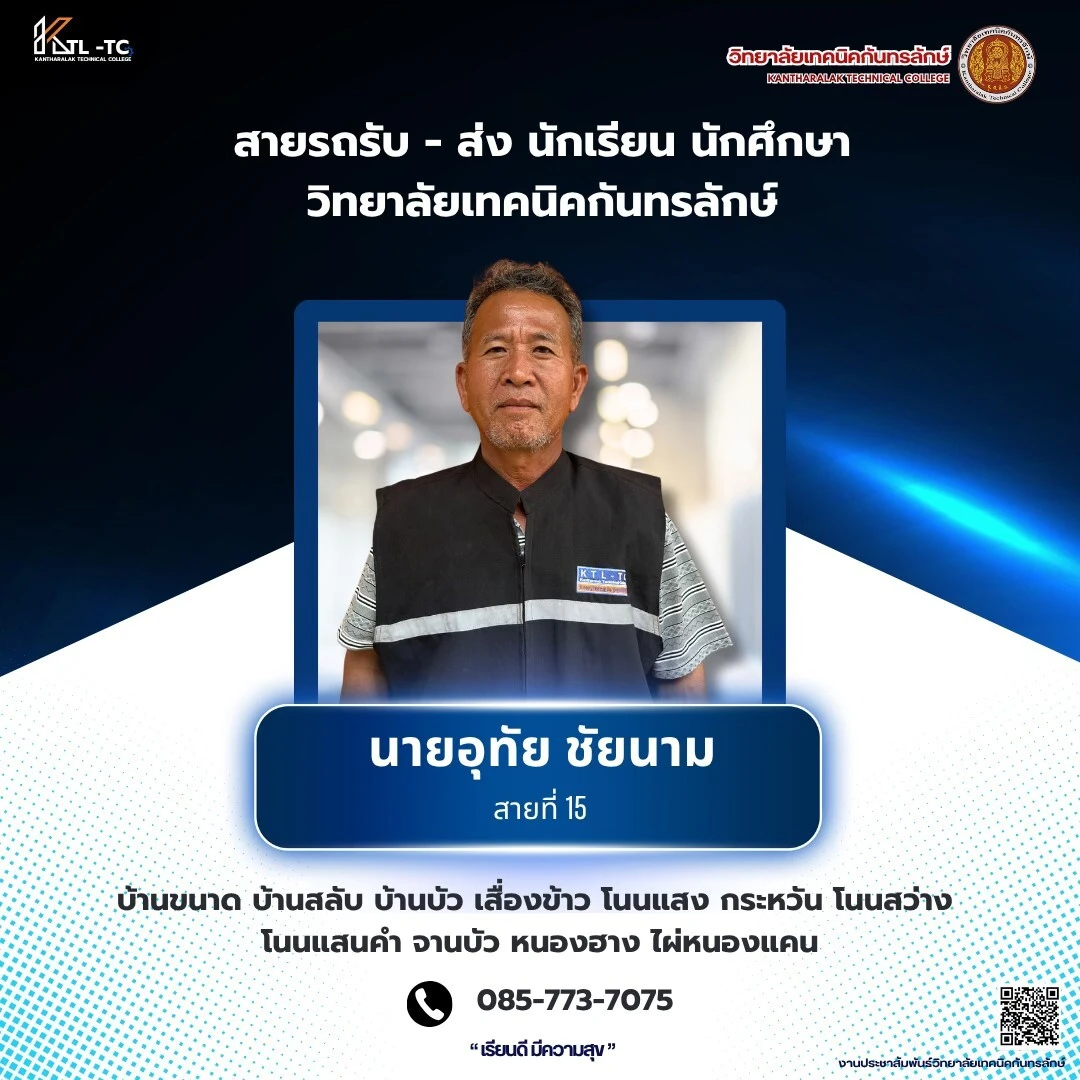 KTL -TC
KANTHARALAK TECHNICAL COLLEGE
วิทยาลัยเทคนิคกันทรลักษ์
KANTHARALAK TECHNICAL COLLEGE
สายรถรับ - ส่ง นักเรียน นักศึกษา
วิทยาลัยเทคนิคกันทรลักษ์
KTL - TC
นายอุทัย ชัยนาม
สายที่ 15
บ้านขนาด บ้านสลับ บ้านบัว เสื่องข้าว โนนแสง กระหวัน โนนสว่าง
โนนแสนคำ จานบัว หนองฮาง ไผ่หนองแคน
085-773-7075
“ เรียนดี มีความสุข ”
งานประชาสัมพันธ์วิทยาลัยเทคนิคกันทรลักษ์